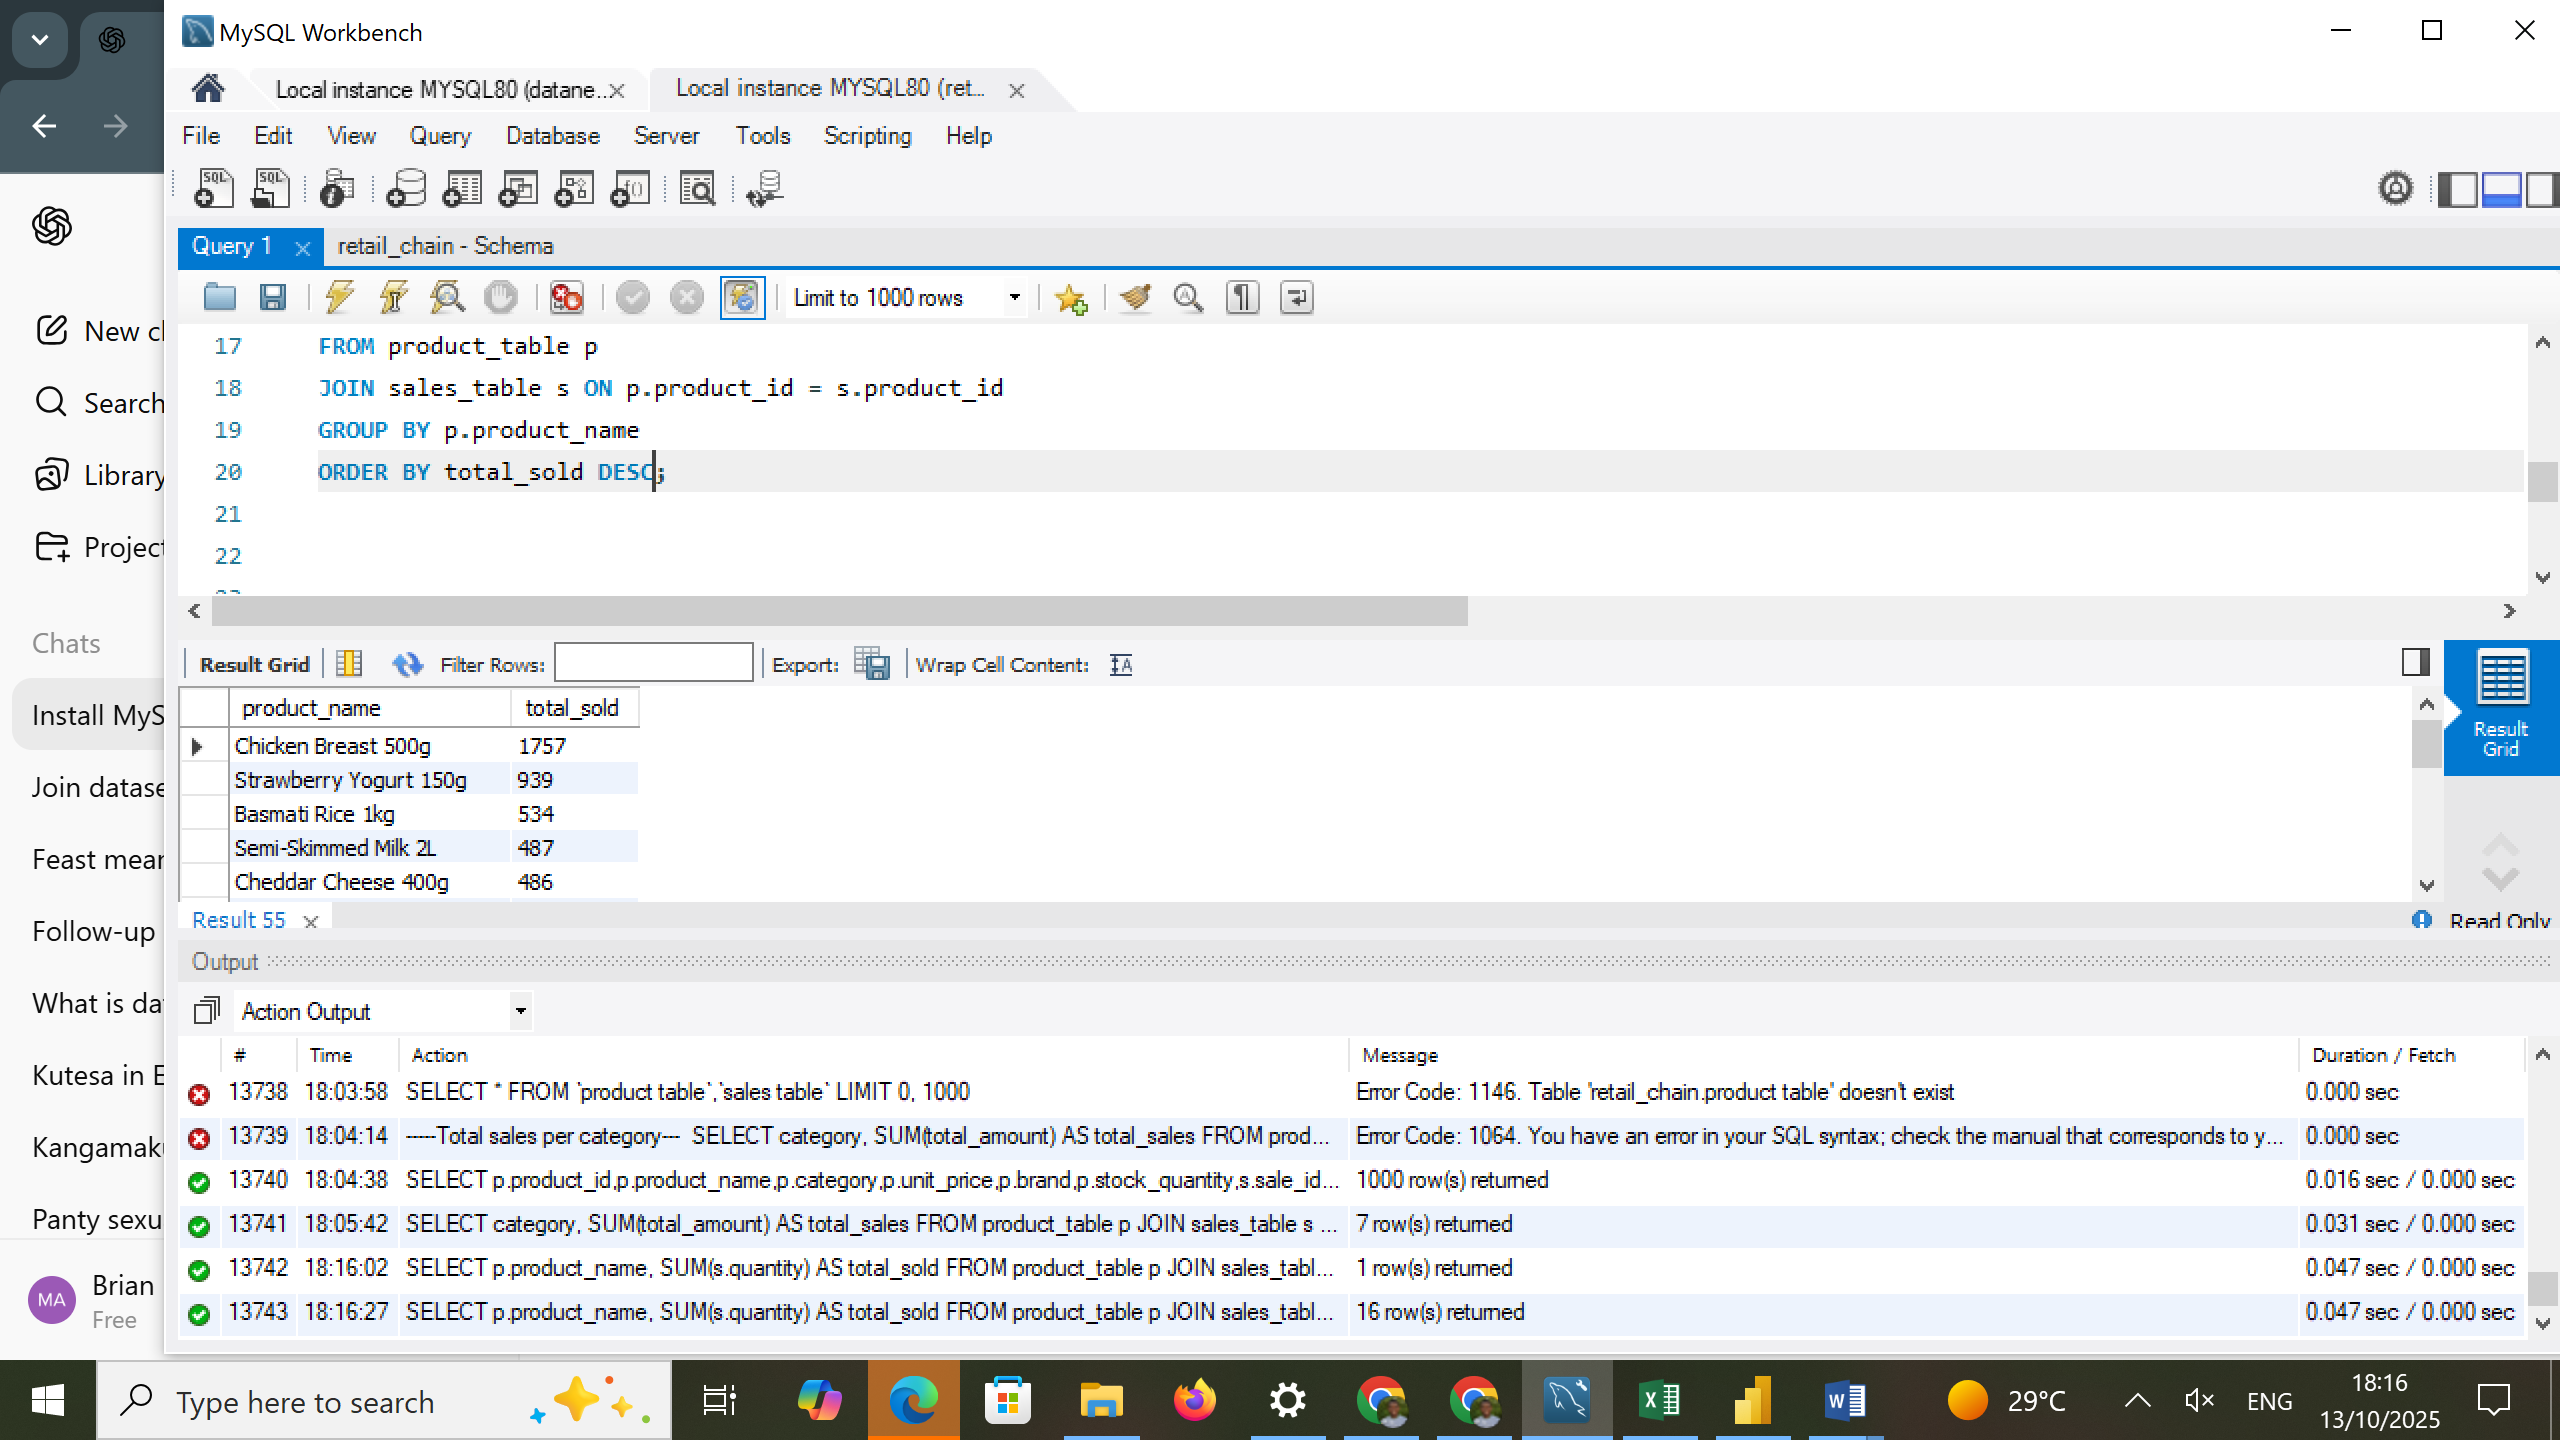 MySQL Workbench
Local instance MYSQL80 (datane...
Local instance MYSQL80 (ret...
File Edit View Query Database Server Tools Scripting Help
Query 1
retail_chain - Schema
Limit to 1000 rows
17 FROM product_table p
18 JOIN sales_table s ON p.product_id = s.product_id
19 GROUP BY p.product_name
20 ORDER BY total_sold DESC;
21
22
Result Grid Filter Rows: Export: Wrap Cell Content:
product_name total_sold
Chicken Breast 500g 1757
Strawberry Yogurt 150g 939
Basmati Rice 1kg 534
Semi-Skimmed Milk 2L 487
Cheddar Cheese 400g 486
Result
Grid
Result 55
Read Only
Output
Action Output
# Time Action Message Duration / Fetch
13738 18:03:58 SELECT * FROM `product table`,`sales table` LIMIT 0, 1000 Error Code: 1146. Table 'retail_chain.product table' doesn't exist 0.000 sec
13739 18:04:14 -----Total sales per category--- SELECT category, SUM(total_amount) AS total_sales FROM prod... Error Code: 1064. You have an error in your SQL syntax; check the manual that corresponds to y... 0.000 sec
13740 18:04:38 SELECT p.product_id,p.product_name,p.category,p.unit_price,p.brand,p.stock_quantity,s.sale_id... 1000 row(s) returned 0.016 sec / 0.000 sec
13741 18:05:42 SELECT category, SUM(total_amount) AS total_sales FROM product_table p JOIN sales_table s ... 7 row(s) returned 0.031 sec / 0.000 sec
13742 18:16:02 SELECT p.product_name, SUM(s.quantity) AS total_sold FROM product_table p JOIN sales_tabl... 1 row(s) returned 0.047 sec / 0.000 sec
13743 18:16:27 SELECT p.product_name, SUM(s.quantity) AS total_sold FROM product_table p JOIN sales_tabl... 16 row(s) returned 0.047 sec / 0.000 sec
New c
Search
Library
Projec
Chats
Install MyS
Join datase
Feast mea
Follow-up
What is da
Kutesa in E
Kangamak
Panty sexu
MA
Brian
Free
Type here to search
29°C
ENG
18:16
13/10/2025